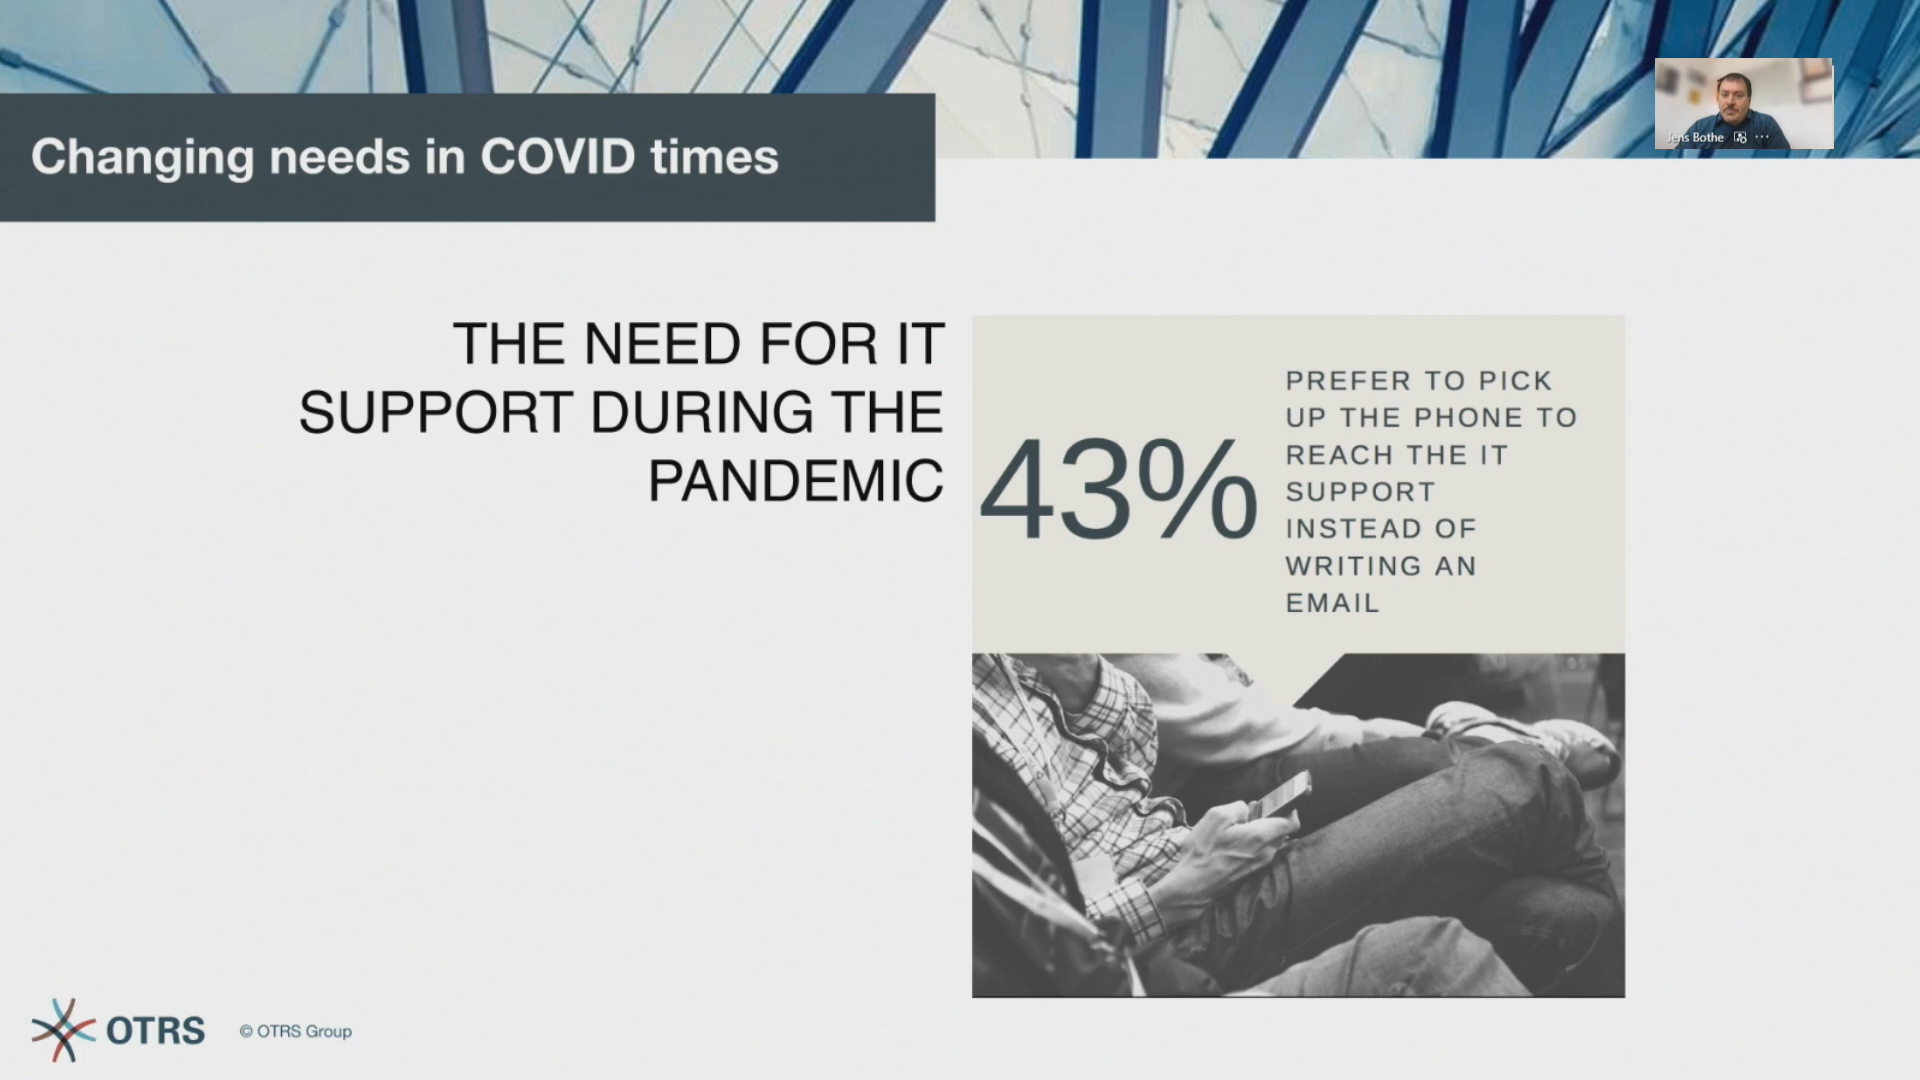 Changing needs in COVID times
Jens Bothe
THE NEED FOR IT
SUPPORT DURING THE
PANDEMIC
43%
PREFER TO PICK
UP THE PHONE TO
REACH THE IT
SUPPORT
INSTEAD OF
WRITING AN
EMAIL
OTRS
© OTRS Group